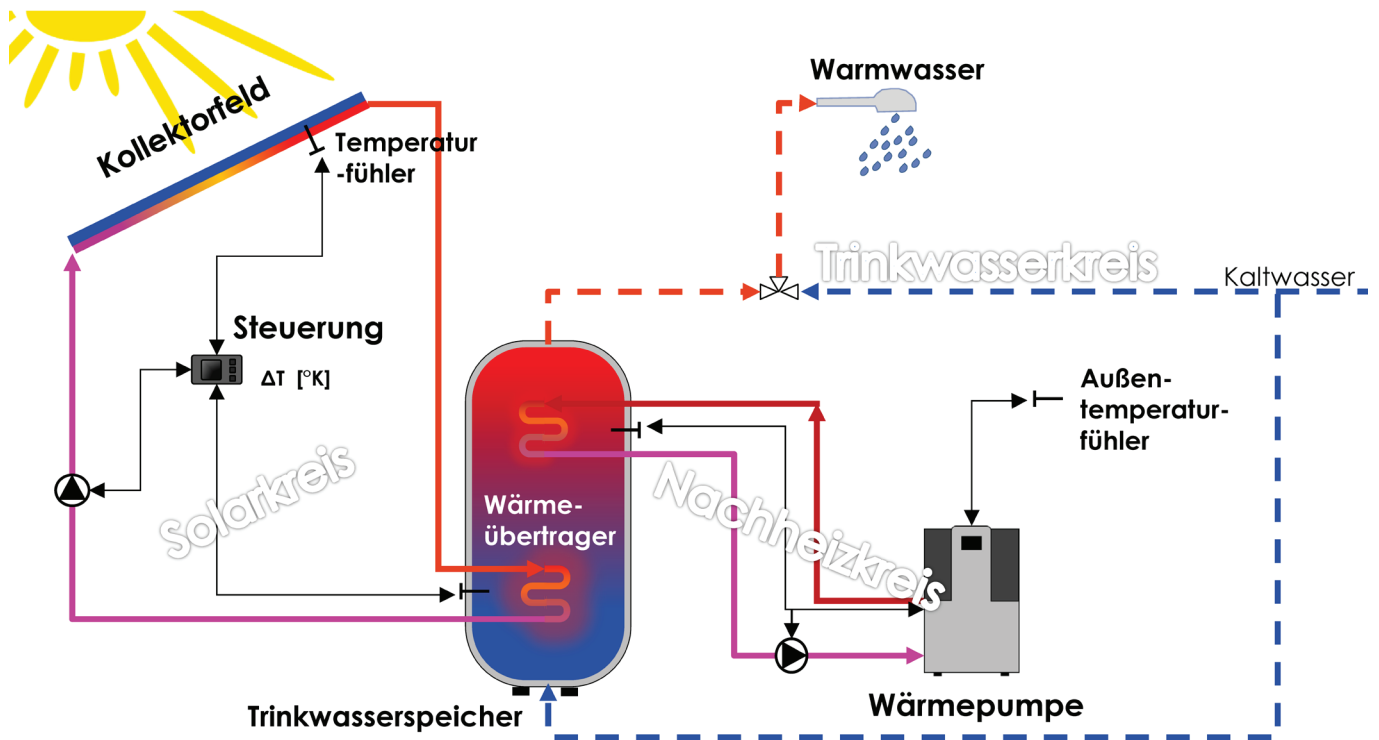 Warmwasser
Kollektorfeld
Temperatur
-fühler
Trinkwasserkreis
Kaltwasser
Steuerung
ΔT [°K]
Außen-
temperatur-
fühler
Solarkreis
Nachheizkreis
Wärme-
übertrager
Trinkwasserspeicher
Wärmepumpe